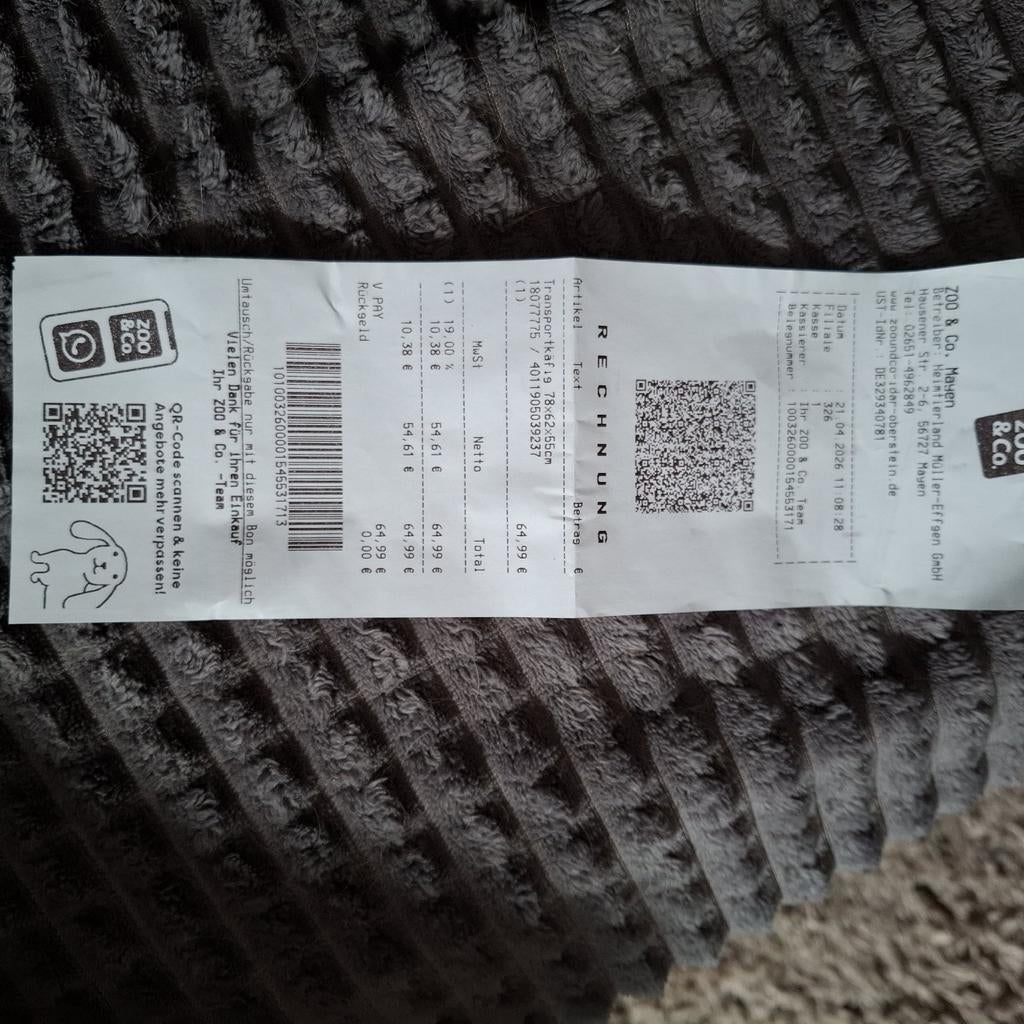 ZOO
&Co.
ZOO & Co. Mayen
Betreiber: Heimtierland Müller-Effgen GmbH
Hausener Str. 2-6, 56727 Mayen
Tel: 02651-4962849
www.zooundco-idar-oberstein.de
UST-IdNr.: DE329340781
Datum : 21.04.2026 11:08:28
Filiale : 326
Kasse : 1
Kassierer : Ihr ZOO & Co. Team
Belegnummer : 1003260000154553171
R E C H N U N G
Artikel Text Betrag €
Transportkäfig 78x62x55cm
18077775 / 4011905039237
(1) 64,99 €
MwSt Netto Total
(1) 19,00 %
10,38 € 54,61 € 64,99 €
10,38 € 54,61 € 64,99 €
V PAY 64,99 €
Rückgeld 0,00 €
Umtausch/Rückgabe nur mit diesem Bon möglich
Vielen Dank für Ihren Einkauf
Ihr ZOO & Co. -Team
ZOO
&Co.
QR-Code scannen & keine
Angebote mehr verpassen!